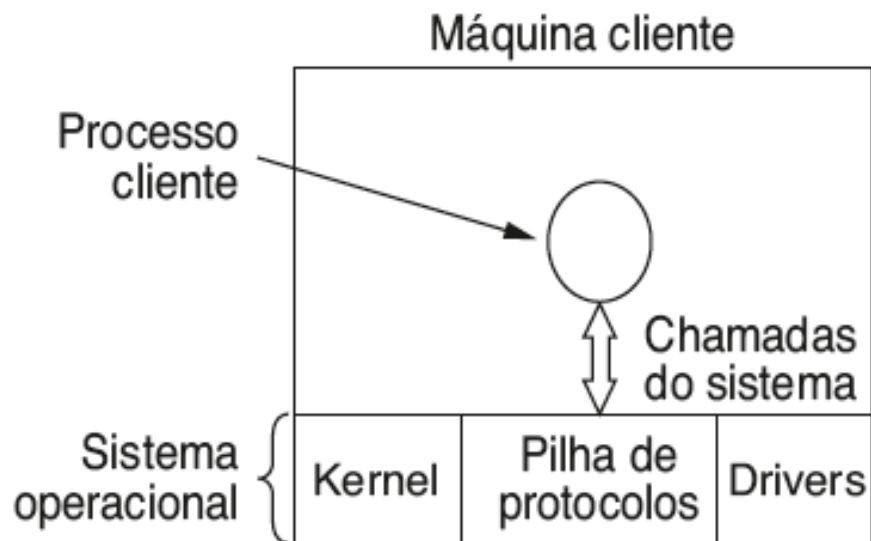 Máquina cliente
Processo
cliente
Chamadas
do sistema
Sistema
operacional
Kernel
Pilha de
protocolos
Drivers